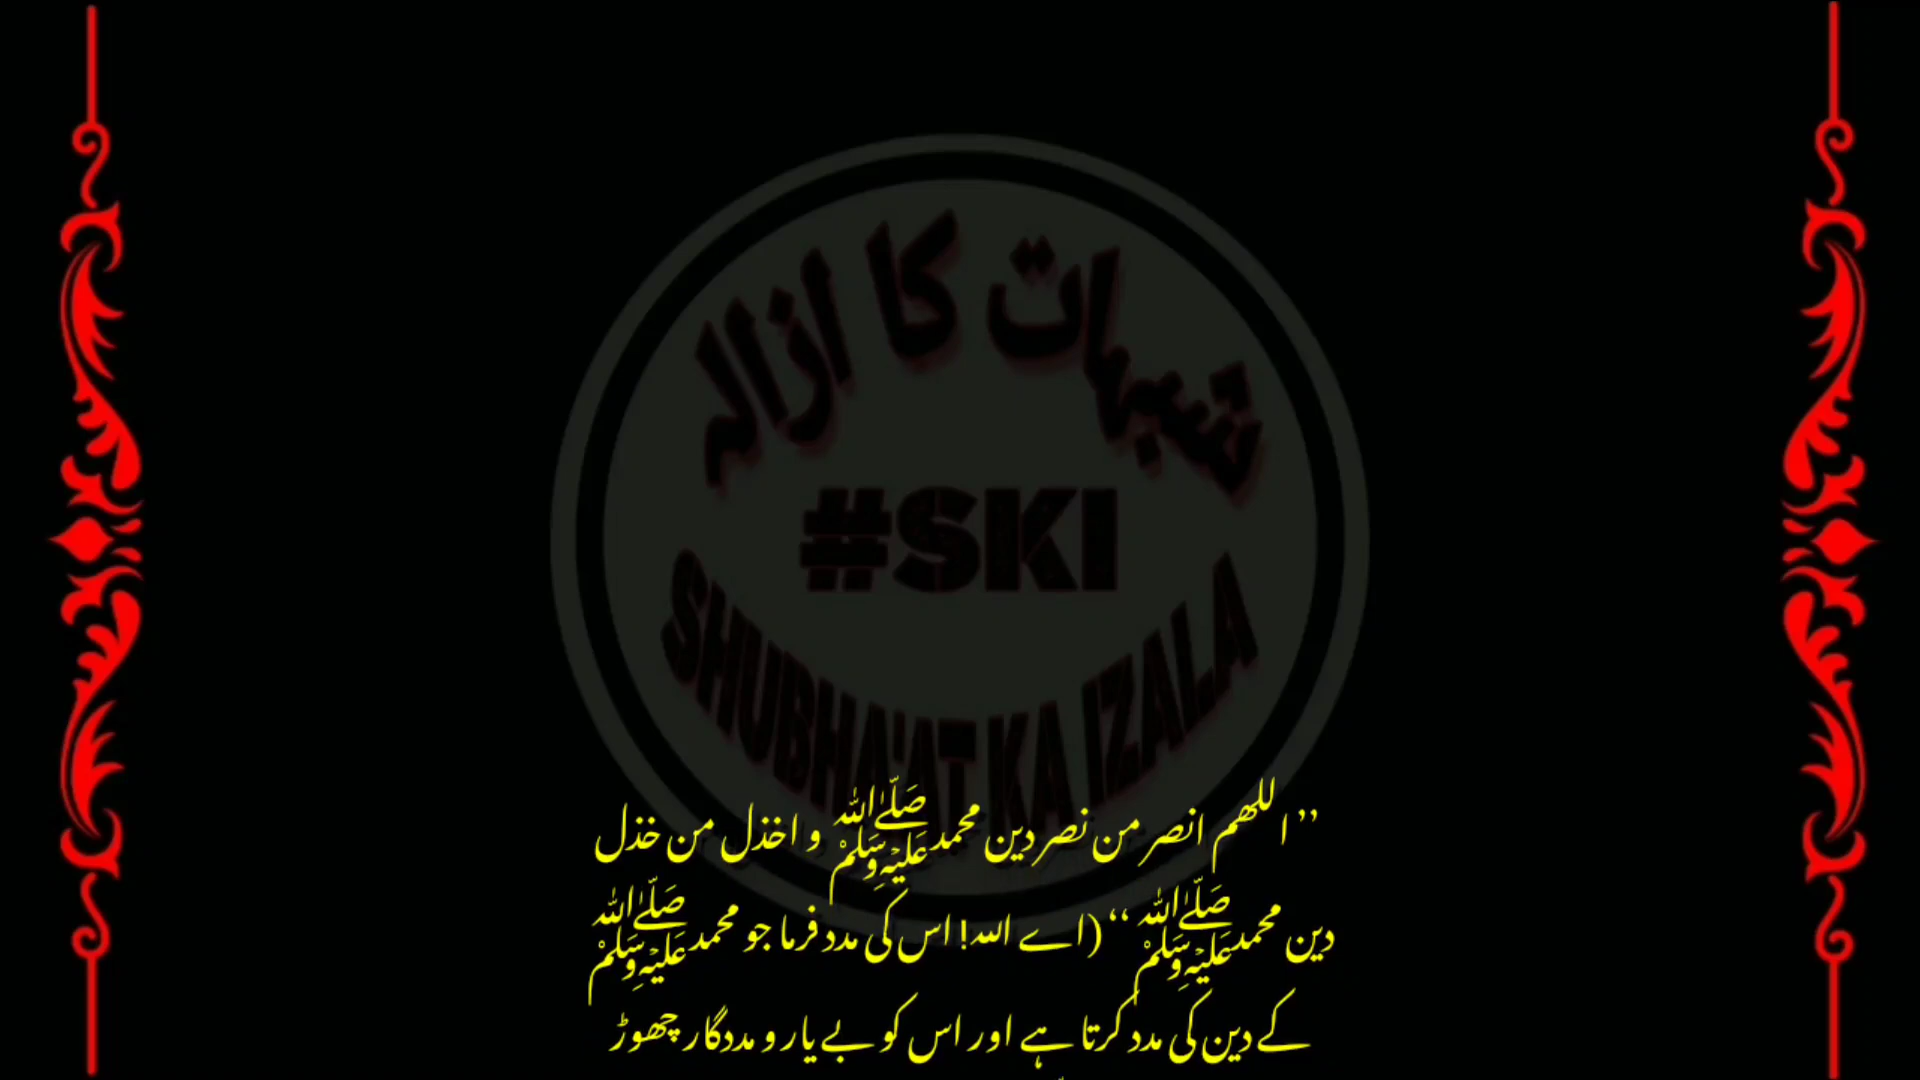 شبہات کا ازالہ
#SKI
SHUBHA'AT KA IZALA
’’اللھم انصر من نصر دین محمد ﷺ و اخذل من خذل
دین محمد ﷺ‘‘ (اے اللہ! اس کی مدد فرما جو محمد ﷺ
کے دین کی مدد کرتا ہے اور اس کو بے یار و مددگار چھوڑ